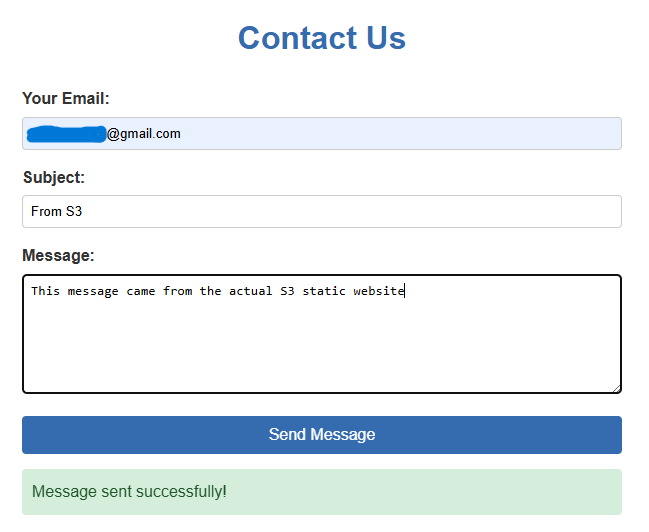 Contact Us
Your Email:
@gmail.com
Subject:
From S3
Message:
This message came from the actual S3 static website
Send Message
Message sent successfully!